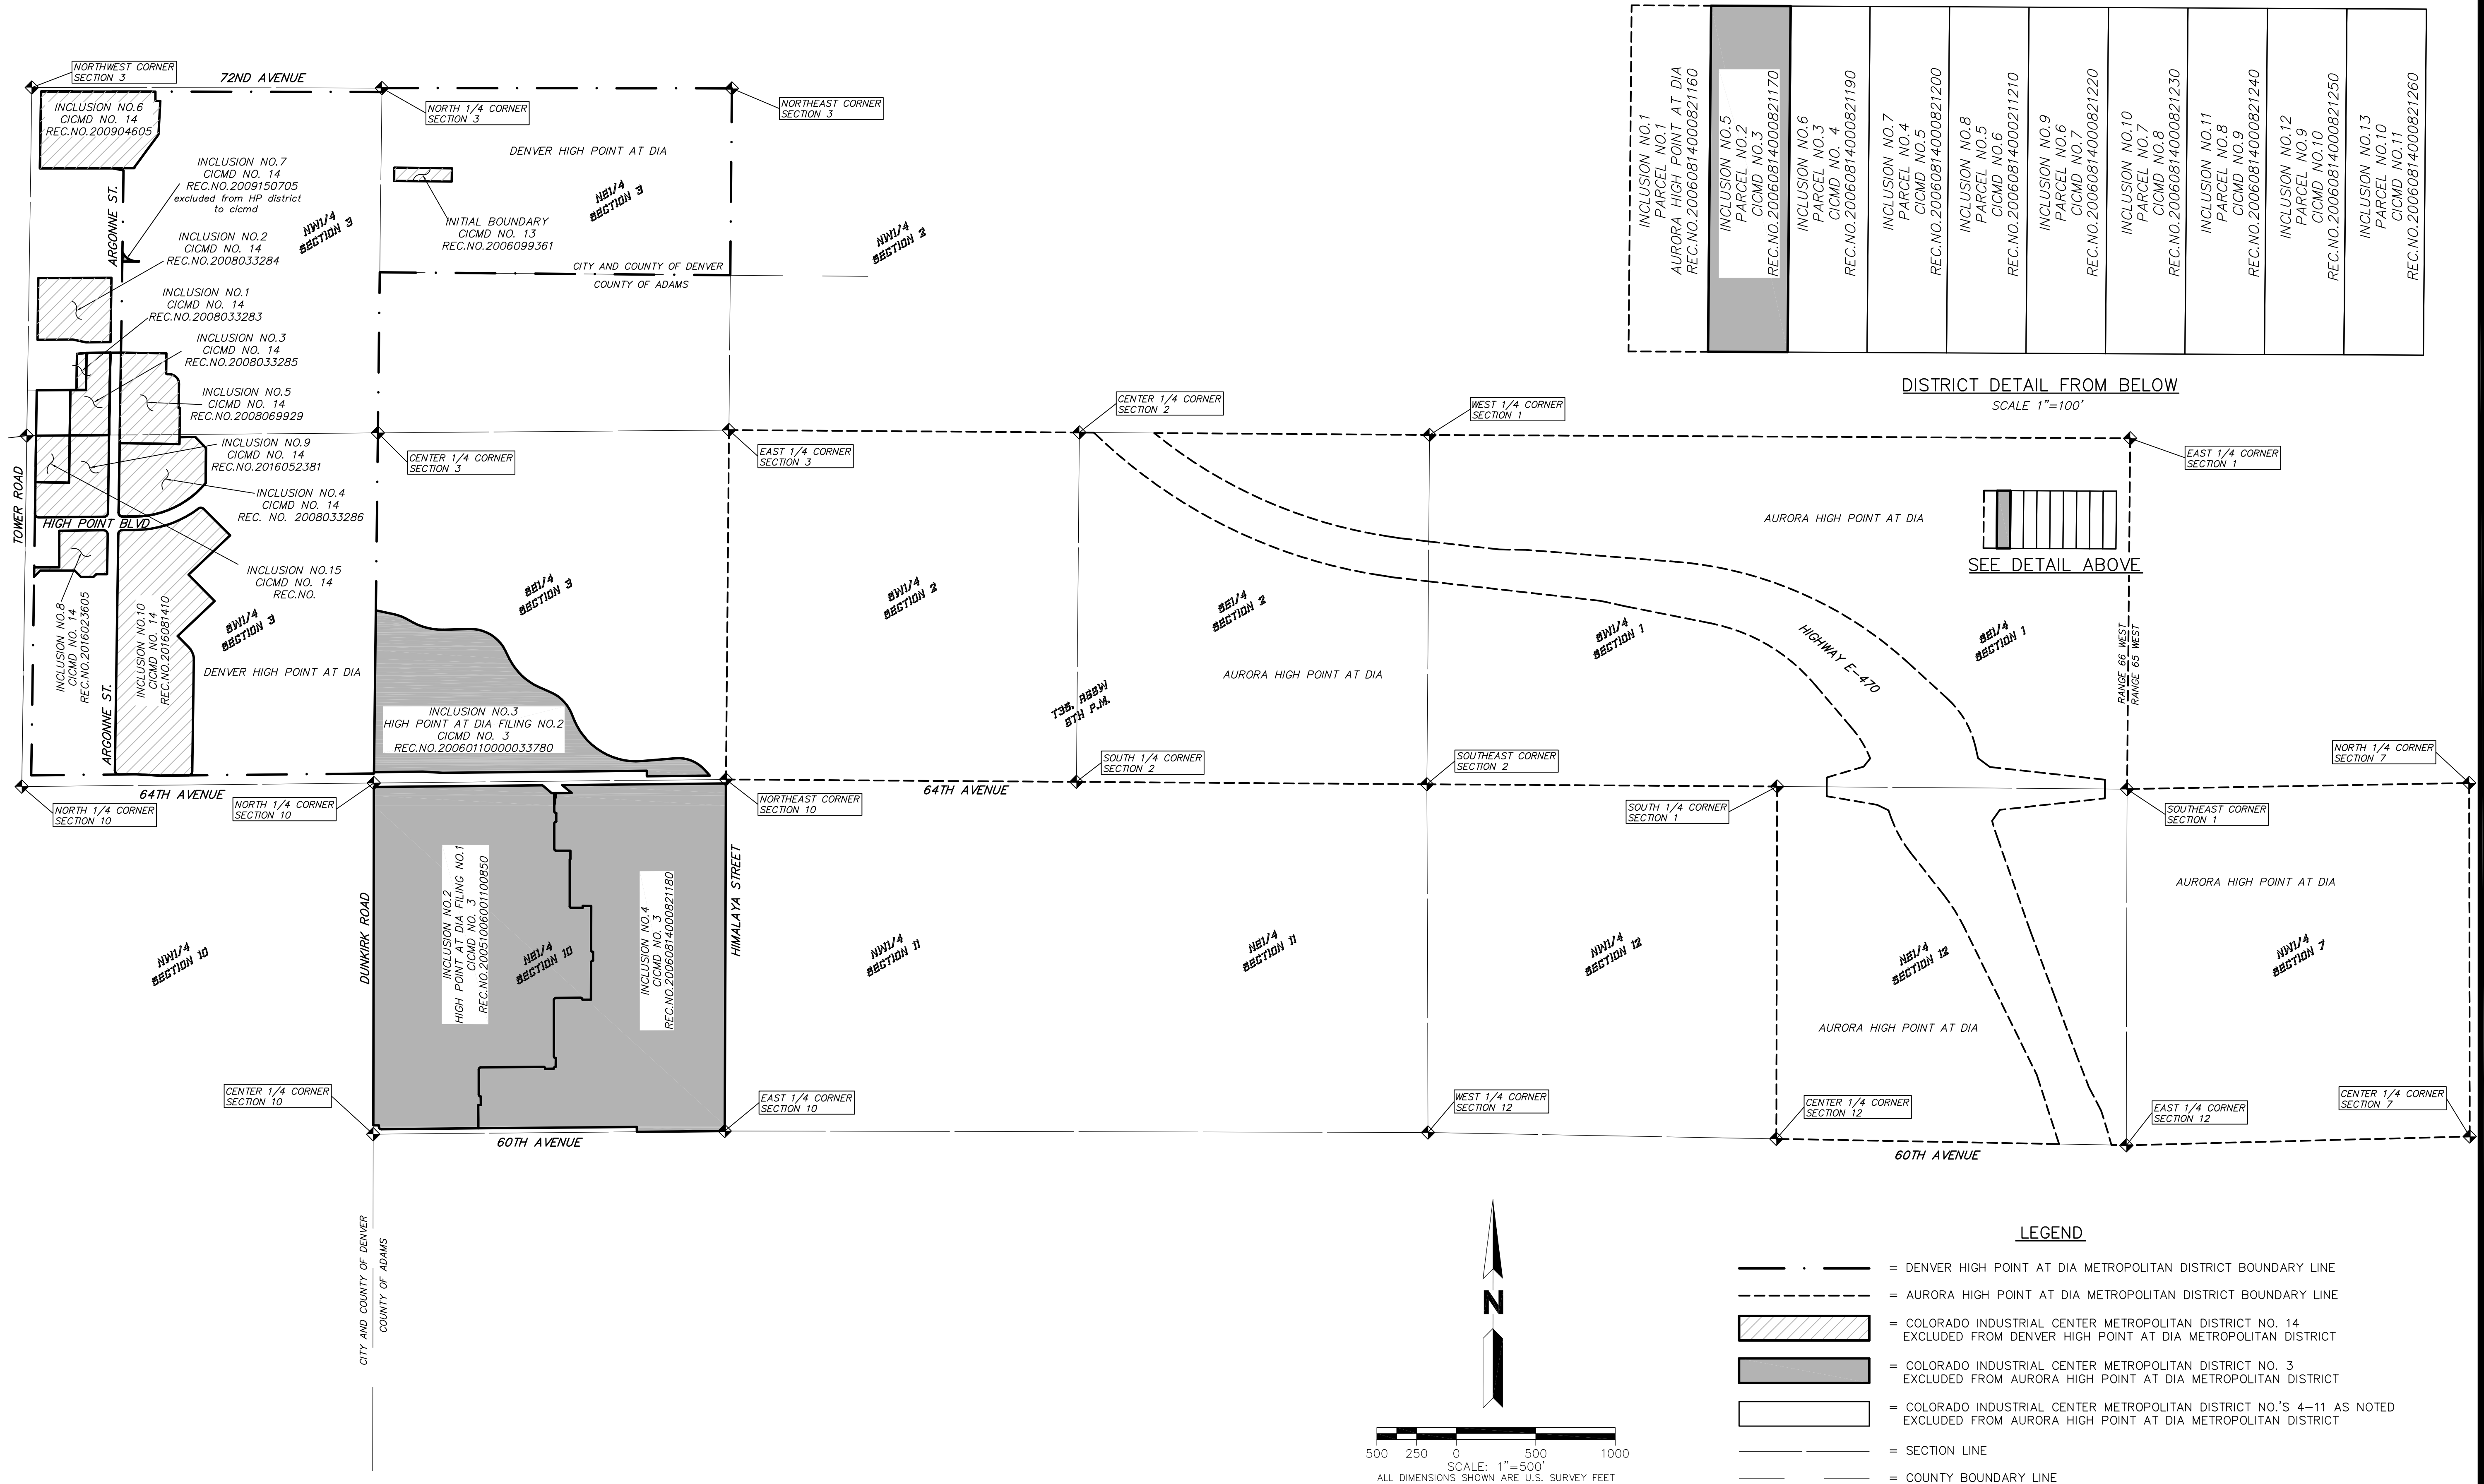 72ND AVENUE
NORTHWEST CORNER
SECTION 3
NORTH 1/4 CORNER
SECTION 3
NORTHEAST CORNER
SECTION 3
INCLUSION NO.6
CICMD NO. 14
REC.NO.200904605
INCLUSION NO.7
CICMD NO. 14
REC.NO.2009150705
excluded from HP district
to cicmd
ARGONNE ST.
NW1/4
SECTION 3
INCLUSION NO.2
CICMD NO. 14
REC.NO.2008033284
INCLUSION NO.1
CICMD NO. 14
REC.NO.2008033283
INCLUSION NO.3
CICMD NO. 14
REC.NO.2008033285
INCLUSION NO.5
CICMD NO. 14
REC.NO.2008069929
INCLUSION NO.9
CICMD NO. 14
REC.NO.2016052381
INCLUSION NO.4
CICMD NO. 14
REC. NO. 2008033286
HIGH POINT BLVD
TOWER ROAD
INCLUSION NO.15
CICMD NO. 14
REC.NO.
INCLUSION NO.8
CICMD NO. 14
REC.NO.2016023605
INCLUSION NO.10
CICMD NO. 14
REC.NO.2016081410
SW1/4
SECTION 3
DENVER HIGH POINT AT DIA
ARGONNE ST.
DENVER HIGH POINT AT DIA
NE1/4
SECTION 3
INITIAL BOUNDARY
CICMD NO. 13
REC.NO.2006099361
NW1/4
SECTION 2
CITY AND COUNTY OF DENVER
COUNTY OF ADAMS
CENTER 1/4 CORNER
SECTION 3
EAST 1/4 CORNER
SECTION 3
CENTER 1/4 CORNER
SECTION 2
WEST 1/4 CORNER
SECTION 1
EAST 1/4 CORNER
SECTION 1
INCLUSION NO.1
PARCEL NO.1
AURORA HIGH POINT AT DIA
REC.NO.20060814000821160
INCLUSION NO.5
PARCEL NO.2
CICMD NO.3
REC.NO.20060814000821170
INCLUSION NO.6
PARCEL NO.3
CICMD NO. 4
REC.NO.20060814000821190
INCLUSION NO.7
PARCEL NO.4
CICMD NO.5
REC.NO.20060814000821200
INCLUSION NO.8
PARCEL NO.5
CICMD NO.6
REC.NO.20060814000211210
INCLUSION NO.9
PARCEL NO.6
CICMD NO.7
REC.NO.20060814000821220
INCLUSION NO.10
PARCEL NO.7
CICMD NO.8
REC.NO.20060814000821230
INCLUSION NO.11
PARCEL NO.8
CICMD NO.9
REC.NO.20060814000821240
INCLUSION NO.12
PARCEL NO.9
CICMD NO.10
REC.NO.20060814000821250
INCLUSION NO.13
PARCEL NO.10
CICMD NO.11
REC.NO.20060814000821260
DISTRICT DETAIL FROM BELOW
SCALE 1"=100'
AURORA HIGH POINT AT DIA
SEE DETAIL ABOVE
SE1/4
SECTION 3
SW1/4
SECTION 2
SE1/4
SECTION 2
SW1/4
SECTION 1
HIGHWAY E-470
SE1/4
SECTION 1
RANGE 66 WEST
RANGE 65 WEST
AURORA HIGH POINT AT DIA
T3S, R66W
6TH P.M.
INCLUSION NO.3
HIGH POINT AT DIA FILING NO.2
CICMD NO. 3
REC.NO.20060110000033780
64TH AVENUE
NORTH 1/4 CORNER
SECTION 10
NORTH 1/4 CORNER
SECTION 10
NORTHEAST CORNER
SECTION 10
SOUTH 1/4 CORNER
SECTION 2
64TH AVENUE
SOUTHEAST CORNER
SECTION 2
SOUTH 1/4 CORNER
SECTION 1
SOUTHEAST CORNER
SECTION 1
NORTH 1/4 CORNER
SECTION 7
NW1/4
SECTION 10
DUNKIRK ROAD
INCLUSION NO.2
HIGH POINT AT DIA FILING NO.1
CICMD NO. 3
REC.NO.20051006001100850
NE1/4
SECTION 10
INCLUSION NO.4
CICMD NO. 3
REC.NO.20060814000821180
HIMALAYA STREET
NW1/4
SECTION 11
NE1/4
SECTION 11
NW1/4
SECTION 12
NE1/4
SECTION 12
AURORA HIGH POINT AT DIA
AURORA HIGH POINT AT DIA
NW1/4
SECTION 7
CENTER 1/4 CORNER
SECTION 10
EAST 1/4 CORNER
SECTION 10
WEST 1/4 CORNER
SECTION 12
CENTER 1/4 CORNER
SECTION 12
EAST 1/4 CORNER
SECTION 12
CENTER 1/4 CORNER
SECTION 7
60TH AVENUE
60TH AVENUE
CITY AND COUNTY OF DENVER
COUNTY OF ADAMS
N
500 250 0 500 1000
SCALE: 1"=500'
ALL DIMENSIONS SHOWN ARE U.S. SURVEY FEET
LEGEND
= DENVER HIGH POINT AT DIA METROPOLITAN DISTRICT BOUNDARY LINE
= AURORA HIGH POINT AT DIA METROPOLITAN DISTRICT BOUNDARY LINE
= COLORADO INDUSTRIAL CENTER METROPOLITAN DISTRICT NO. 14
EXCLUDED FROM DENVER HIGH POINT AT DIA METROPOLITAN DISTRICT
= COLORADO INDUSTRIAL CENTER METROPOLITAN DISTRICT NO. 3
EXCLUDED FROM AURORA HIGH POINT AT DIA METROPOLITAN DISTRICT
= COLORADO INDUSTRIAL CENTER METROPOLITAN DISTRICT NO.'S 4-11 AS NOTED
EXCLUDED FROM AURORA HIGH POINT AT DIA METROPOLITAN DISTRICT
= SECTION LINE
= COUNTY BOUNDARY LINE